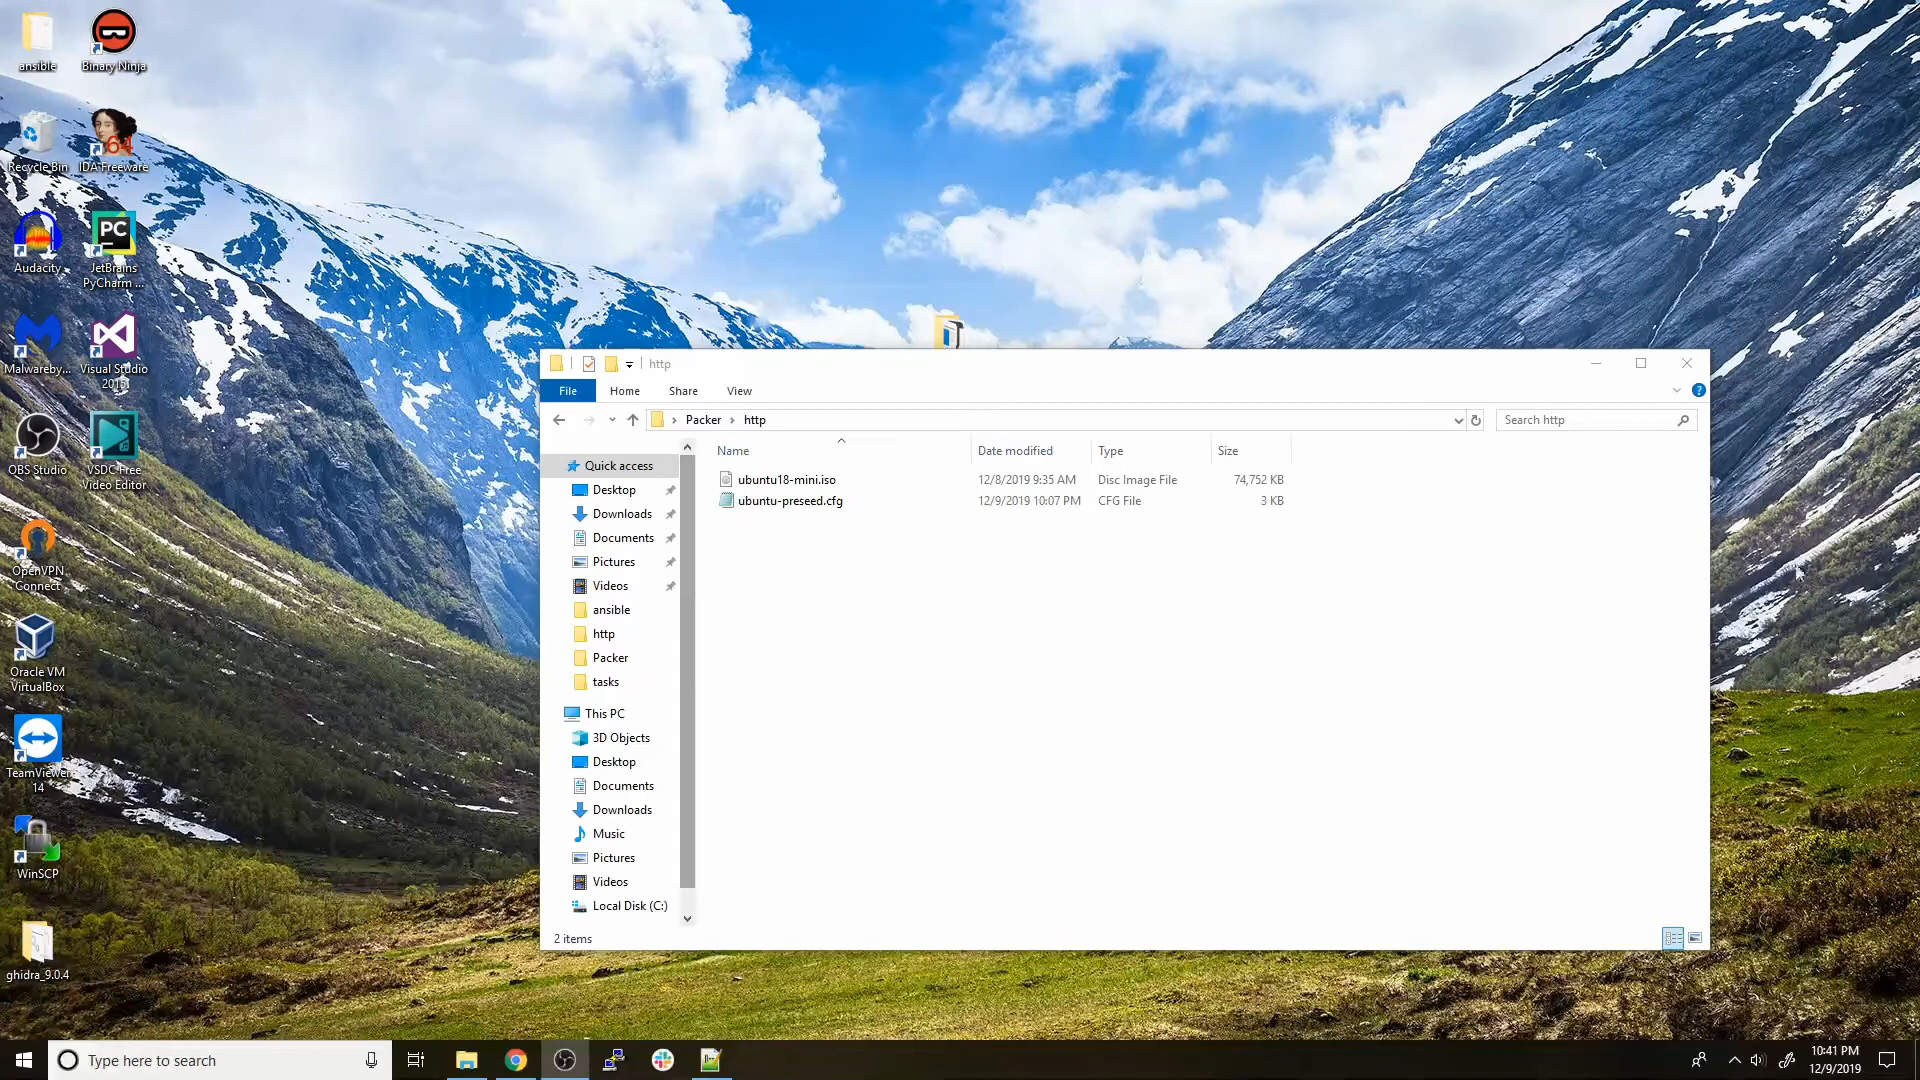 ansible
Binary Ninja
Recycle Bin
IDA Freeware
64
Audacity
PC
JetBrains
PyCharm ...
Malwareby...
Visual Studio
2015
OBS Studio
VSDC Free
Video Editor
OpenVPN
Connect
Oracle VM
VirtualBox
TeamViewer
14
WinSCP
ghidra_9.0.4
http
File
Home
Share
View
Packer
http
Search http
Name
Date modified
Type
Size
ubuntu18-mini.iso
12/8/2019 9:35 AM
Disc Image File
74,752 KB
ubuntu-preseed.cfg
12/9/2019 10:07 PM
CFG File
3 KB
Quick access
Desktop
Downloads
Documents
Pictures
Videos
ansible
http
Packer
tasks
This PC
3D Objects
Desktop
Documents
Downloads
Music
Pictures
Videos
Local Disk (C:)
2 items
Type here to search
10:41 PM
12/9/2019